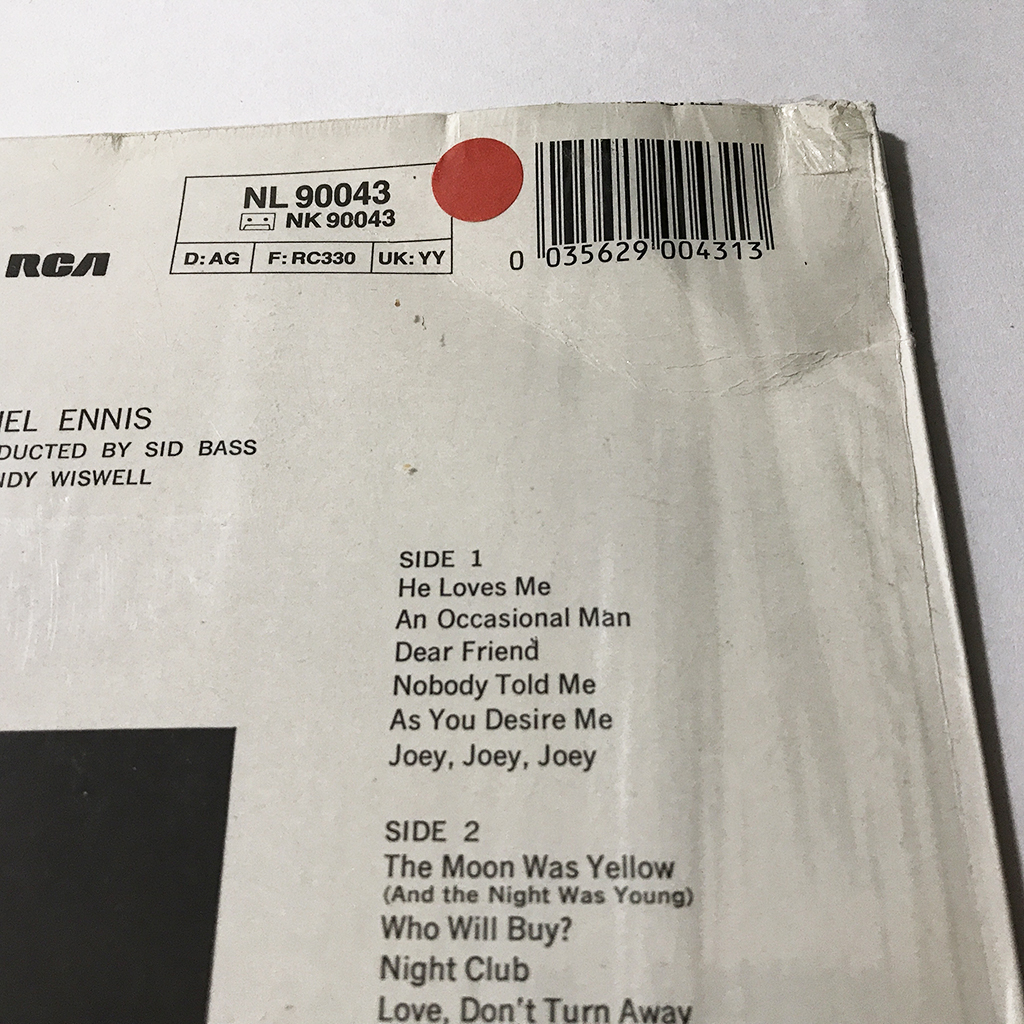 NL 90043
NK 90043
D: AG F: RC330 UK: YY
RCA
0 035629 004313
ENNIS
BY SID BASS
WISWELL
SIDE 1
He Loves Me
An Occasional Man
Dear Friend
Nobody Told Me
As You Desire Me
Joey, Joey, Joey
SIDE 2
The Moon Was Yellow
(And the Night Was Young)
Who Will Buy?
Night Club
Love, Don't Turn Away